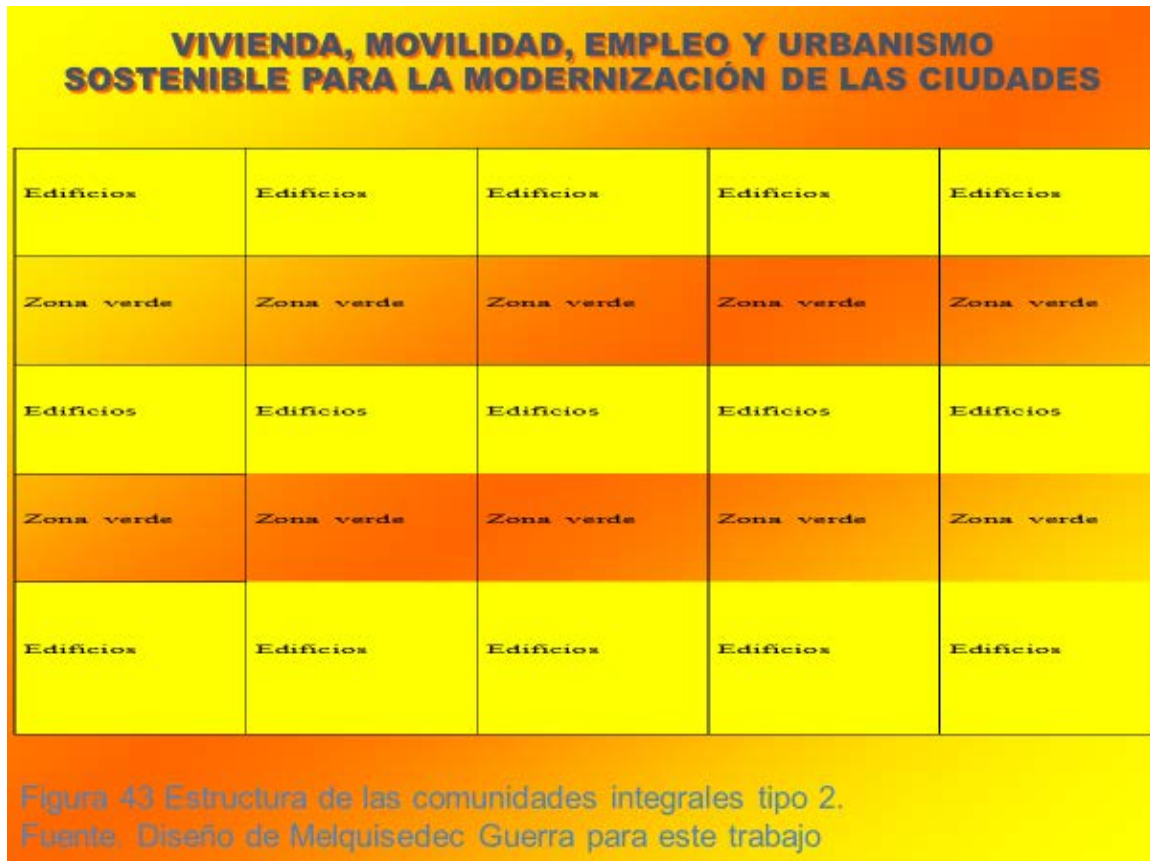 VIVIENDA, MOVILIDAD, EMPLEO Y URBANISMO
SOSTENIBLE PARA LA MODERNIZACIÓN DE LAS CIUDADES
Edificios Edificios Edificios Edificios Edificios
Zona verde Zona verde Zona verde Zona verde Zona verde
Edificios Edificios Edificios Edificios Edificios
Zona verde Zona verde Zona verde Zona verde Zona verde
Edificios Edificios Edificios Edificios Edificios
Figura 43 Estructura de las comunidades integrales tipo 2.
Fuente. Diseño de Melquisedec Guerra para este trabajo